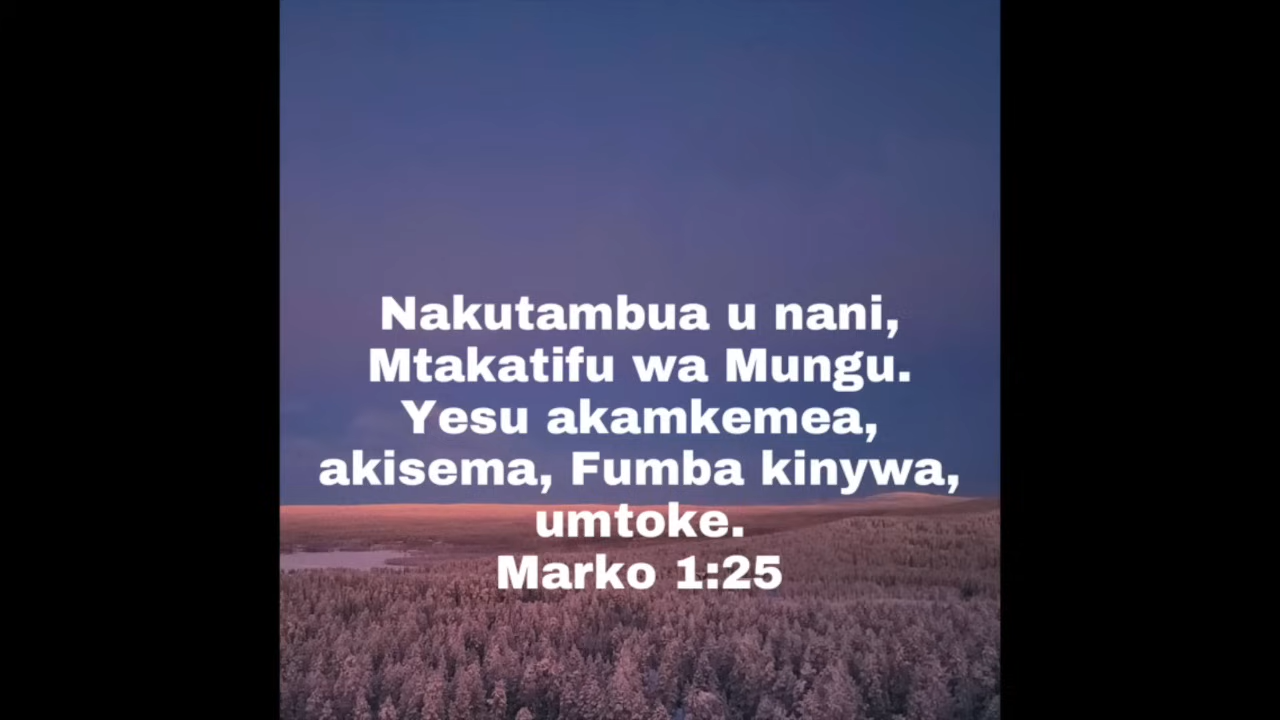 Nakutambua u nani,
Mtakatifu wa Mungu.
Yesu akamkemea,
akisema, Fumba kinywa,
umtoke.
Marko 1:25